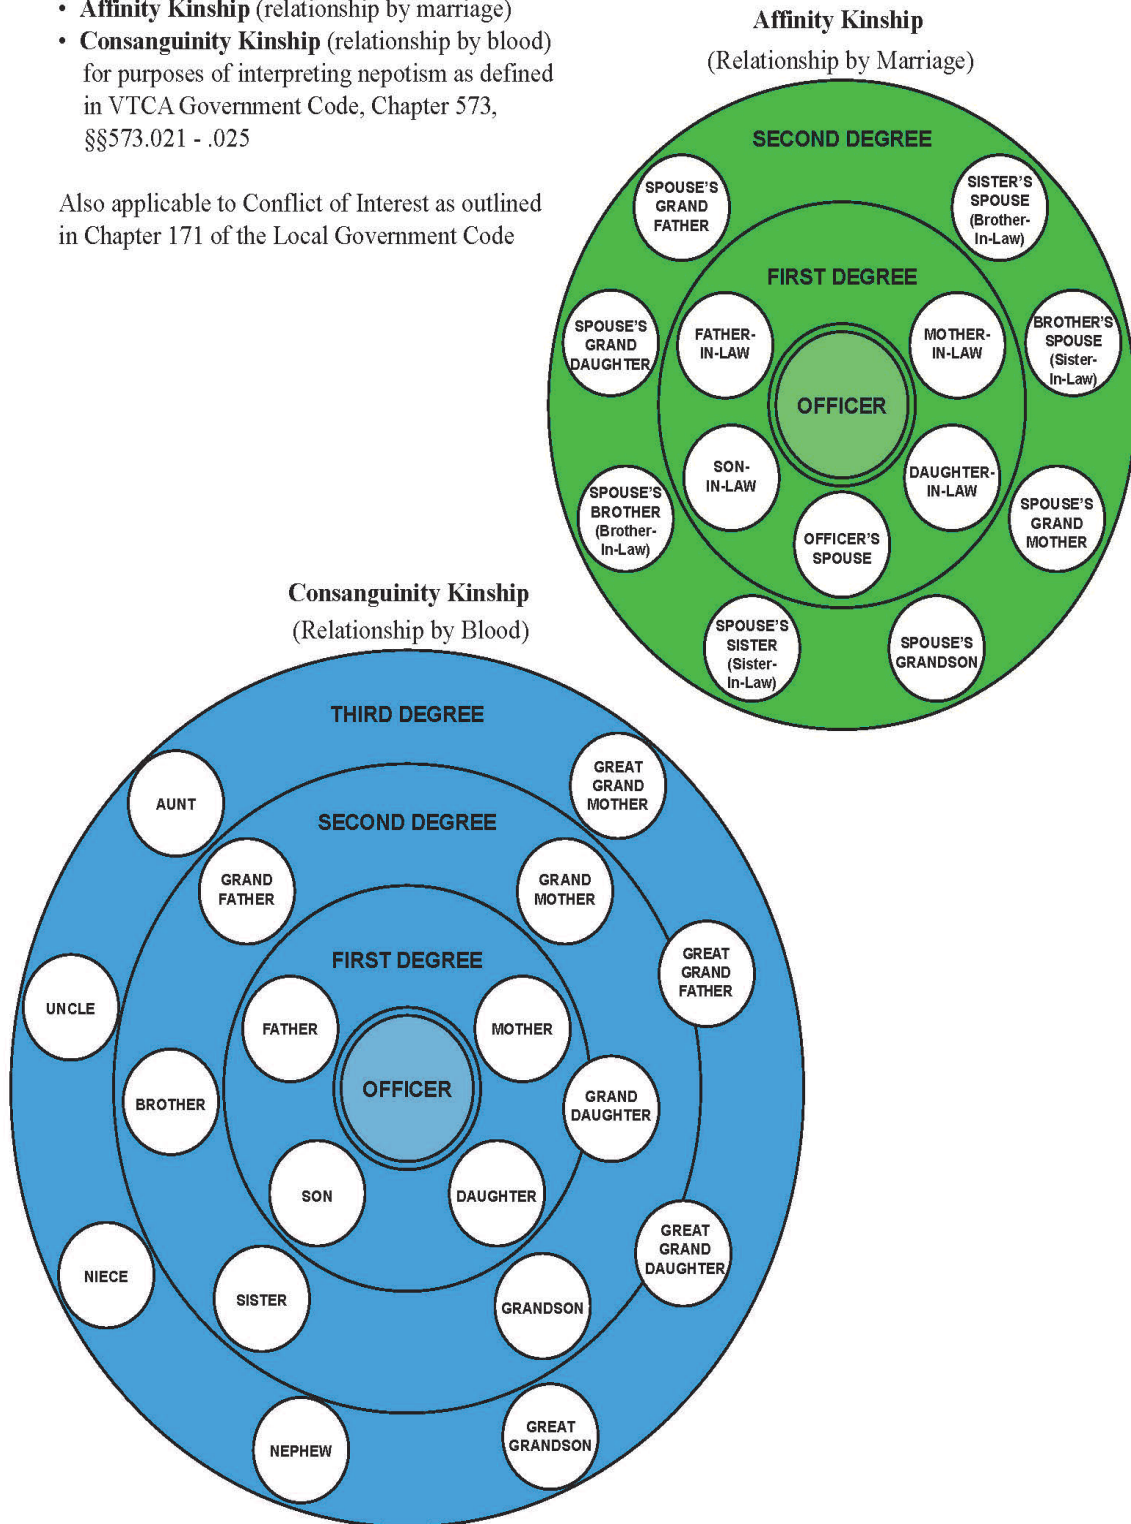 • Affinity Kinship (relationship by marriage)
• Consanguinity Kinship (relationship by blood)
for purposes of interpreting nepotism as defined
in VTCA Government Code, Chapter 573,
§§573.021 - .025
Also applicable to Conflict of Interest as outlined
in Chapter 171 of the Local Government Code
Affinity Kinship
(Relationship by Marriage)
SECOND DEGREE
SPOUSE'S
GRAND
FATHER
SISTER'S
SPOUSE
(Brother-
In-Law)
FIRST DEGREE
SPOUSE'S
GRAND
DAUGHTER
FATHER-
IN-LAW
MOTHER-
IN-LAW
BROTHER'S
SPOUSE
(Sister-
In-Law)
OFFICER
SON-
IN-LAW
DAUGHTER-
IN-LAW
SPOUSE'S
BROTHER
(Brother-
In-Law)
OFFICER'S
SPOUSE
SPOUSE'S
GRAND
MOTHER
SPOUSE'S
SISTER
(Sister-
In-Law)
SPOUSE'S
GRANDSON
Consanguinity Kinship
(Relationship by Blood)
THIRD DEGREE
AUNT
GREAT
GRAND
MOTHER
SECOND DEGREE
GRAND
FATHER
GRAND
MOTHER
FIRST DEGREE
GREAT
GRAND
FATHER
UNCLE
FATHER
MOTHER
OFFICER
BROTHER
GRAND
DAUGHTER
SON
DAUGHTER
GREAT
GRAND
DAUGHTER
NIECE
SISTER
GRANDSON
NEPHEW
GREAT
GRANDSON